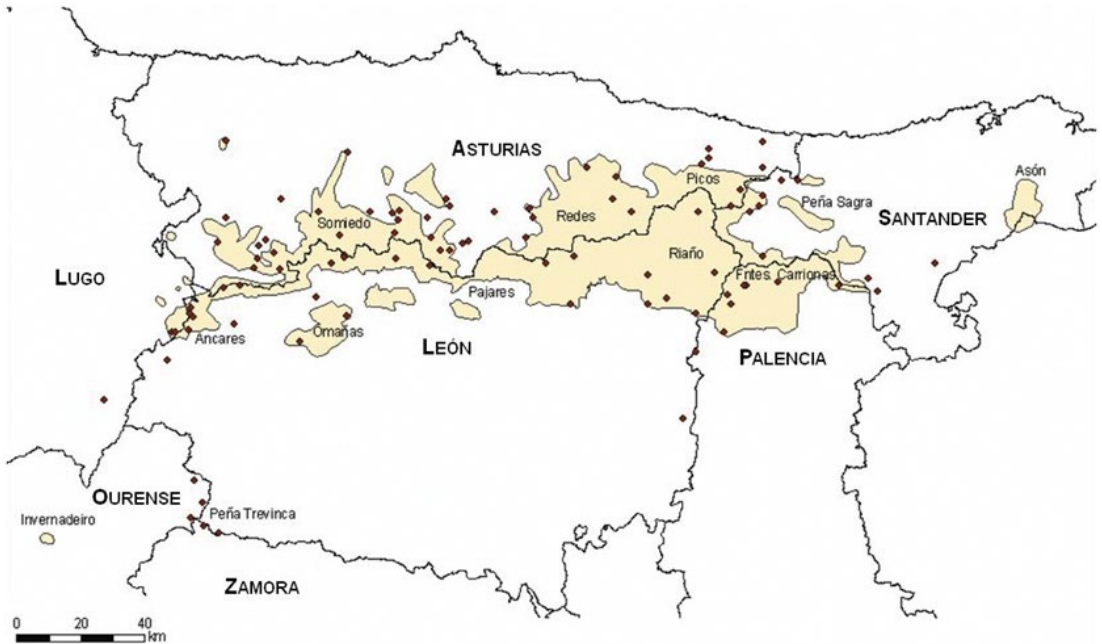 ASTURIAS
Asón
Picos
Peña Sagra
Somiedo
Redes
SANTANDER
Riaño
LUGO
Fntes. Carrionas
Pajares
Omañas
Ancares
LEÓN
PALENCIA
OURENSE
Peña Trevinca
Invernadeiro
ZAMORA
0 20 40
km